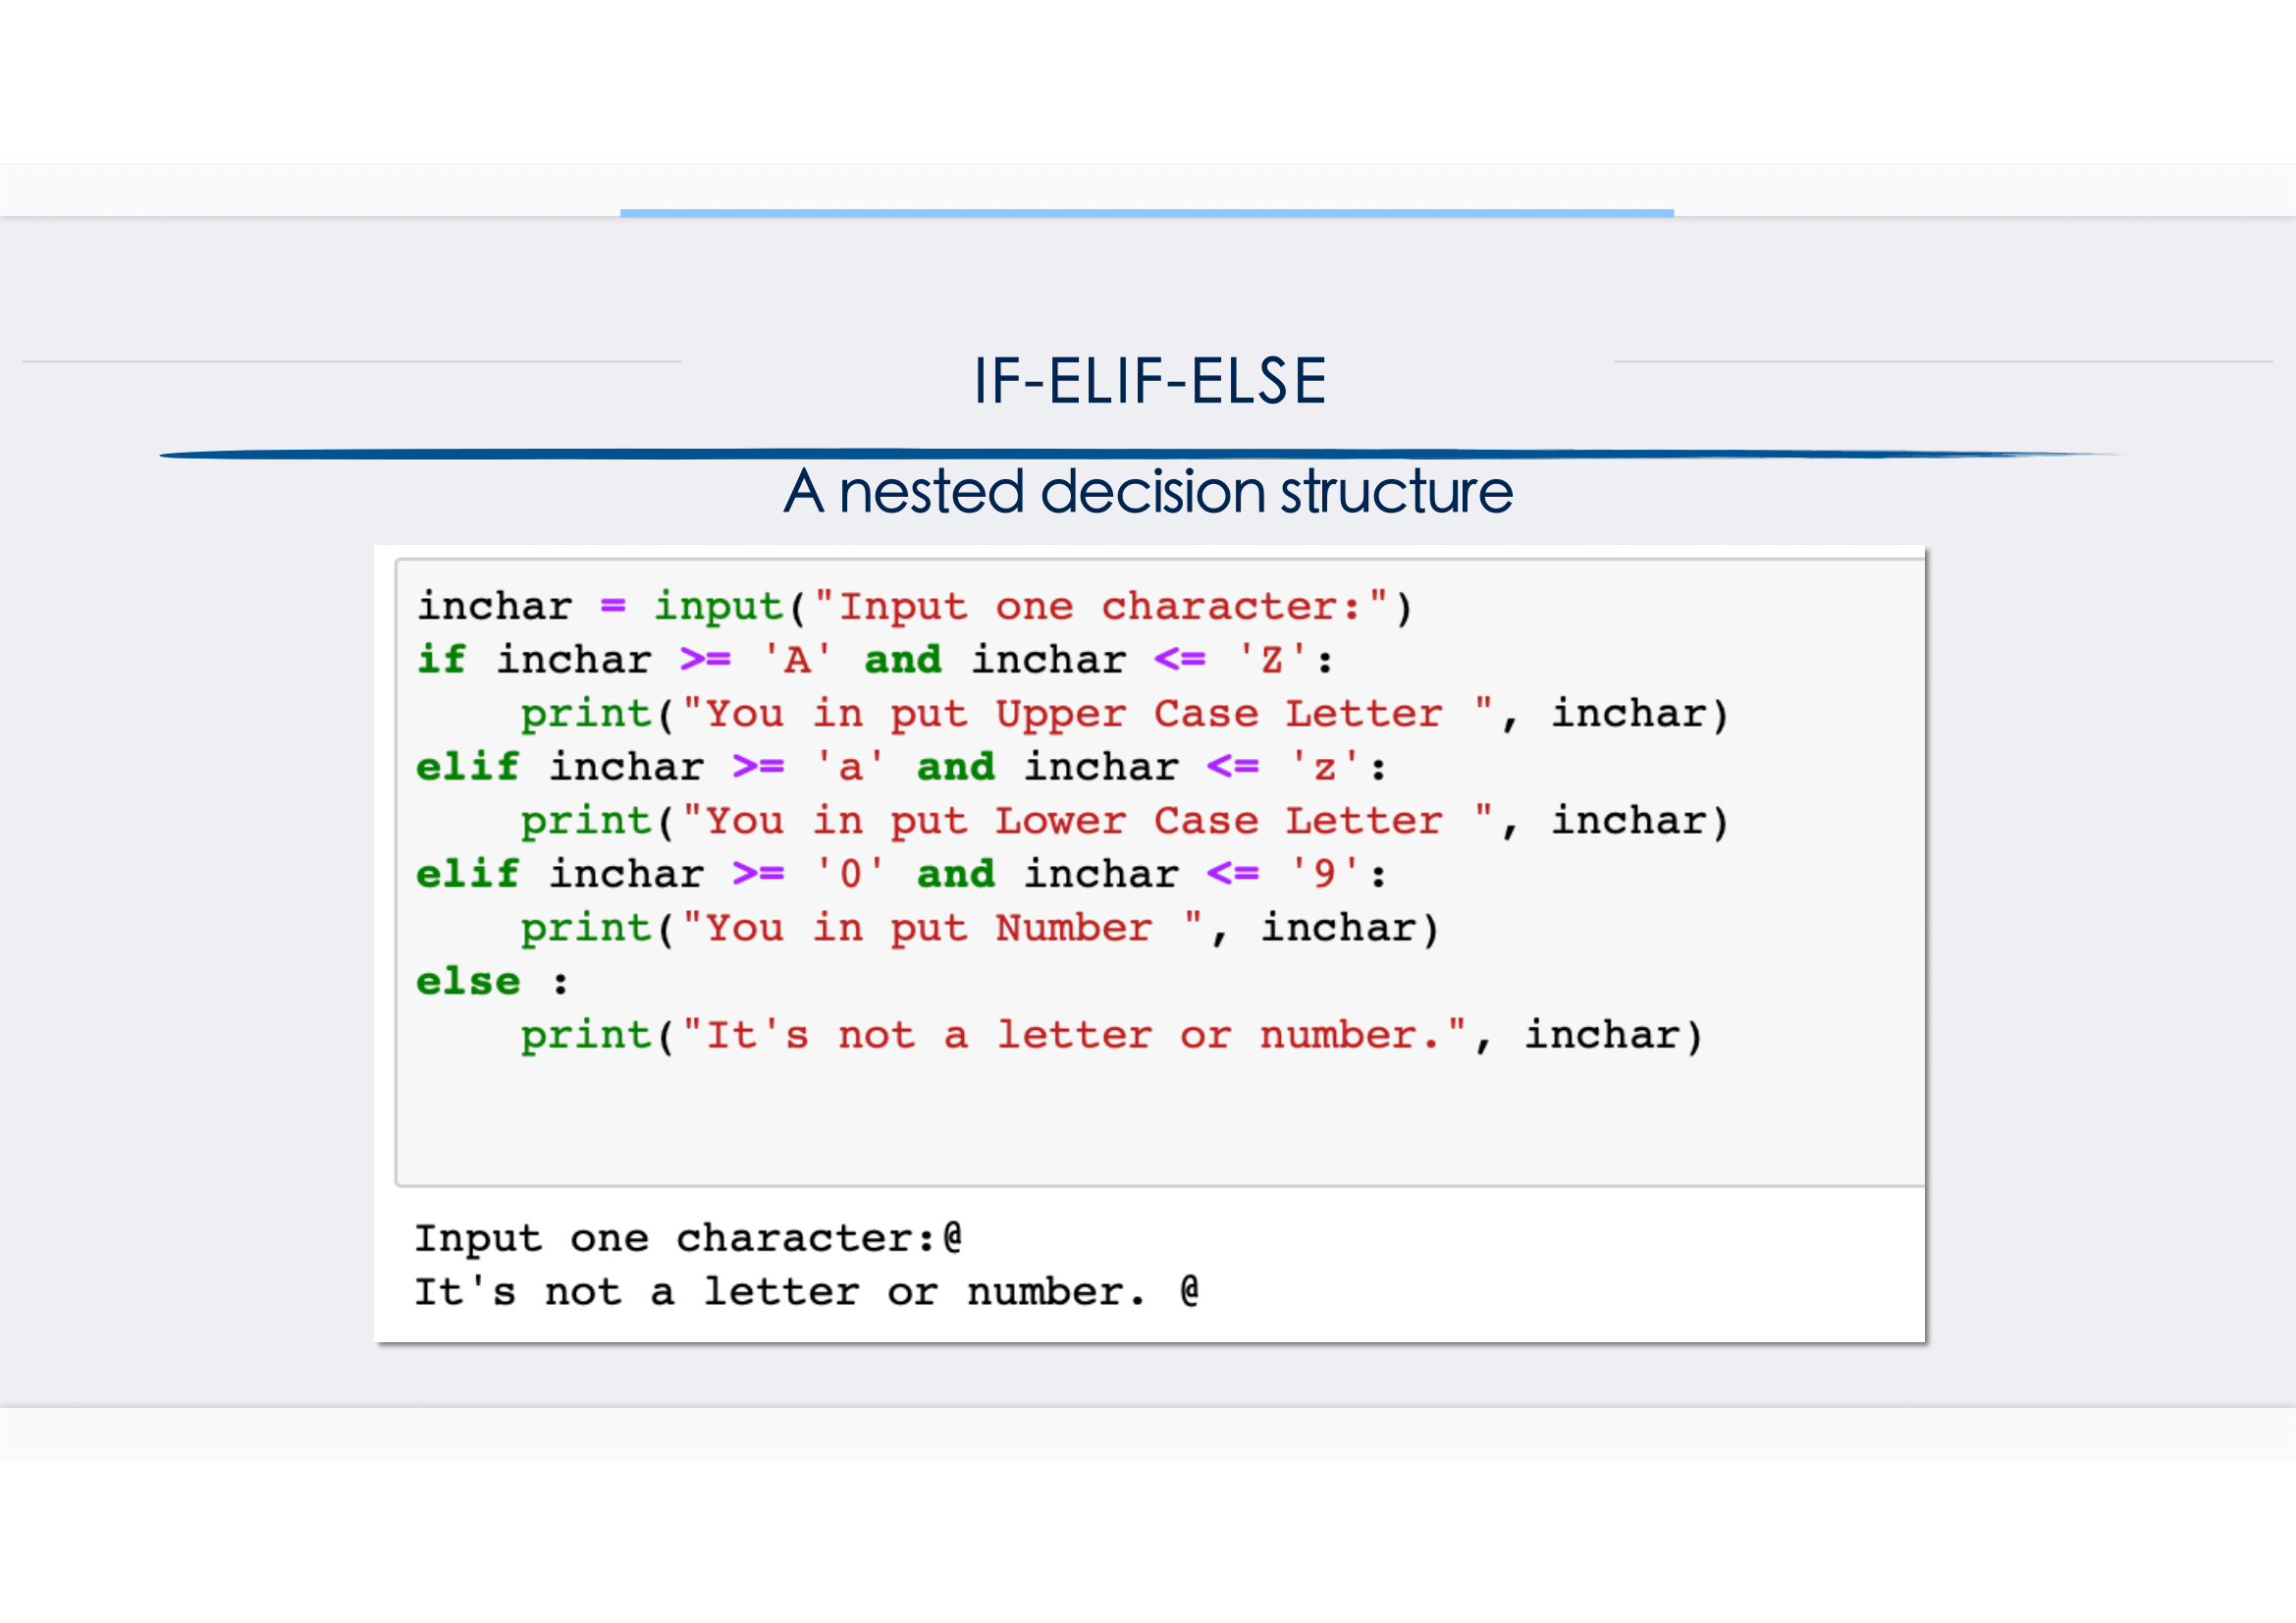 IF-ELIF-ELSE
A nested decision structure
inchar = input("Input one character:")
if inchar >= 'A' and inchar <= 'Z':
    print("You in put Upper Case Letter ", inchar)
elif inchar >= 'a' and inchar <= 'z':
    print("You in put Lower Case Letter ", inchar)
elif inchar >= '0' and inchar <= '9':
    print("You in put Number ", inchar)
else :
    print("It's not a letter or number.", inchar)
Input one character:@
It's not a letter or number. @